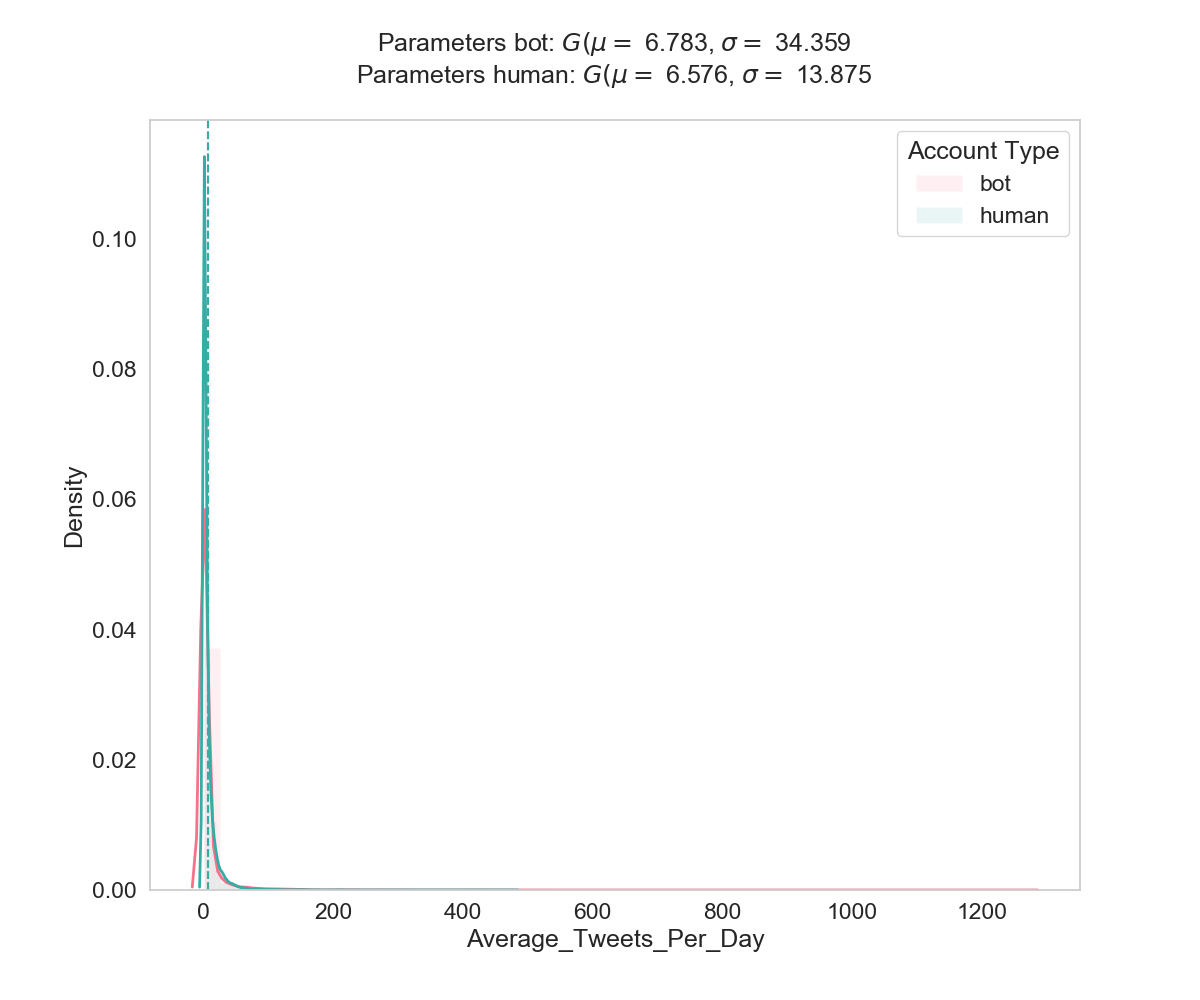 Parameters bot: G(μ = 6.783, σ = 34.359
Parameters human: G(μ = 6.576, σ = 13.875
Account Type
bot
human
0.10
0.08
0.06
0.04
0.02
0.00
Density
0 200 400 600 800 1000 1200
Average_Tweets_Per_Day